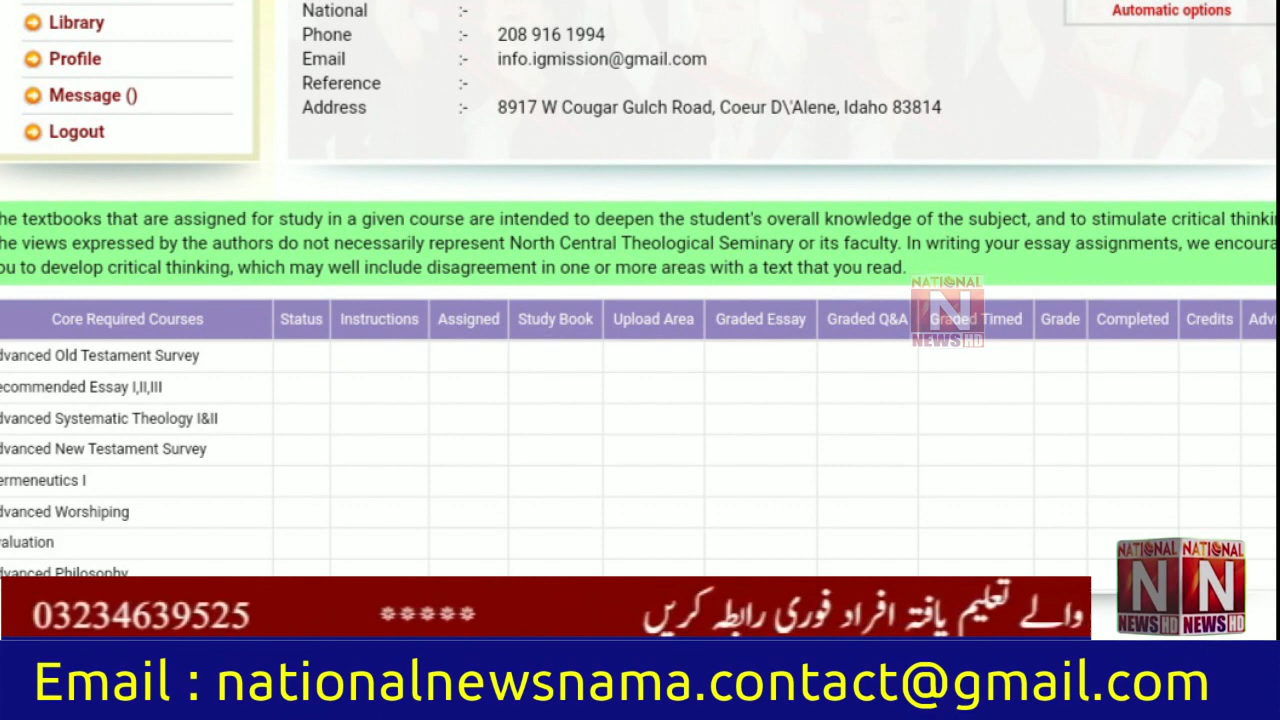 Library
Profile
Message ()
Logout
National :-
Phone :- 208 916 1994
Email :- info.igmission@gmail.com
Reference :-
Address :- 8917 W Cougar Gulch Road, Coeur D\'Alene, Idaho 83814
Automatic options
he textbooks that are assigned for study in a given course are intended to deepen the student's overall knowledge of the subject, and to stimulate critical thinki
he views expressed by the authors do not necessarily represent North Central Theological Seminary or its faculty. In writing your essay assignments, we encoura
ou to develop critical thinking, which may well include disagreement in one or more areas with a text that you read.
Core Required Courses Status Instructions Assigned Study Book Upload Area Graded Essay Graded Q&A Graded Timed Grade Completed Credits Advi
NATIONAL
N
NEWS HD
dvanced Old Testament Survey
ecommended Essay I,II,III
dvanced Systematic Theology I&II
dvanced New Testament Survey
ermeneutics I
dvanced Worshiping
valuation
dvanced Philosophy
NATIONAL NATIONAL
N N
NEWS HD NEWS HD
والے تعلیم یافتہ افراد فوری رابطہ کریں ***** 03234639525
Email : nationalnewsnama.contact@gmail.com